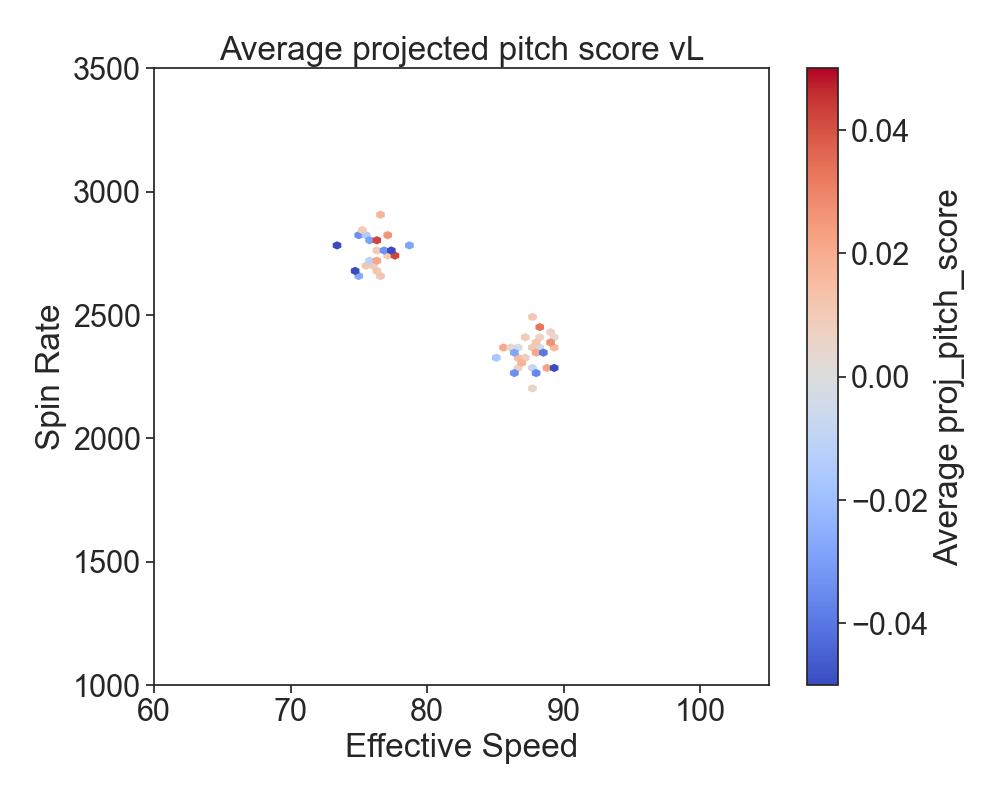 Average projected pitch score vL
3500
3000
2500
2000
1500
1000
Spin Rate
60 70 80 90 100
Effective Speed
0.04
0.02
0.00
−0.02
−0.04
Average proj_pitch_score